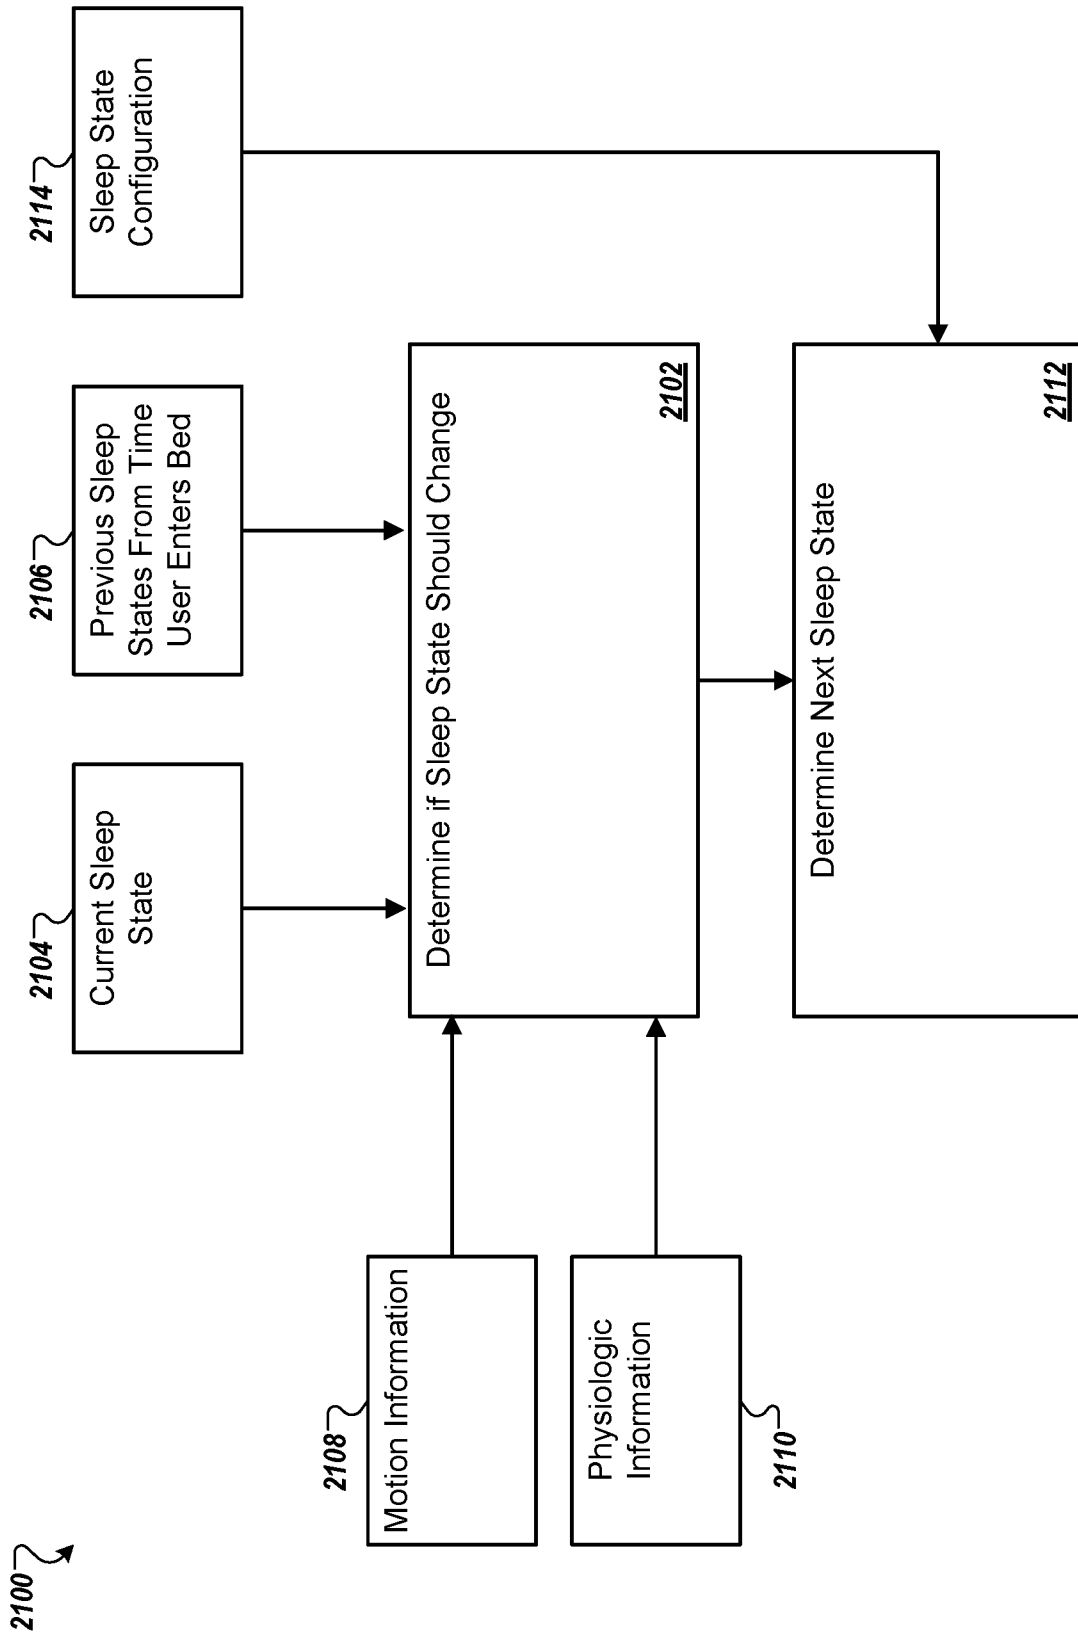 2100
2104
Current Sleep
State
2106
Previous Sleep
States From Time
User Enters Bed
2114
Sleep State
Configuration
2108
Motion Information
2110
Physiologic
Information
Determine if Sleep State Should Change
2102
Determine Next Sleep State
2112